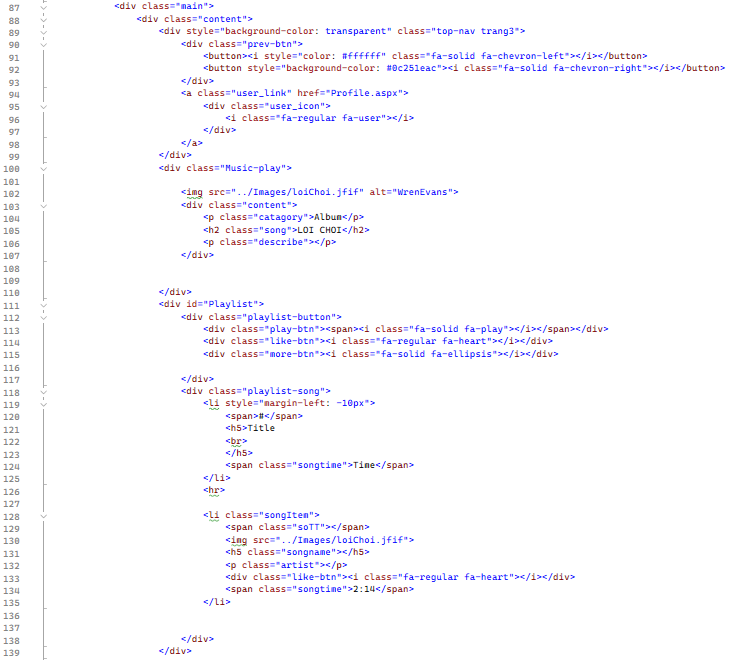 87 <div class="main">
88 <div class="content">
89 <div style="background-color: transparent" class="top-nav trang3">
90 <div class="prev-btn">
91 <button><i style="color: #ffffff" class="fa-solid fa-chevron-left"></i></button>
92 <button style="background-color: #0c251eac"><i class="fa-solid fa-chevron-right"></i></button>
93 </div>
94 <a class="user_link" href="Profile.aspx">
95 <div class="user_icon">
96 <i class="fa-regular fa-user"></i>
97 </div>
98 </a>
99 </div>
100 <div class="Music-play">
101
102 <img src="../Images/loiChoi.jfif" alt="WrenEvans">
103 <div class="content">
104 <p class="catagory">Album</p>
105 <h2 class="song">LOI CHOI</h2>
106 <p class="describe"></p>
107 </div>
108
109
110 </div>
111 <div id="Playlist">
112 <div class="playlist-button">
113 <div class="play-btn"><span><i class="fa-solid fa-play"></i></span></div>
114 <div class="like-btn"><i class="fa-regular fa-heart"></i></div>
115 <div class="more-btn"><i class="fa-solid fa-ellipsis"></i></div>
116
117 </div>
118 <div class="playlist-song">
119 <li style="margin-left: -10px">
120 <span>#</span>
121 <h5>Title
122 <br>
123 </h5>
124 <span class="songtime">Time</span>
125 </li>
126 <hr>
127
128 <li class="songItem">
129 <span class="soTT"></span>
130 <img src="../Images/loiChoi.jfif">
131 <h5 class="songname"></h5>
132 <p class="artist"></p>
133 <div class="like-btn"><i class="fa-regular fa-heart"></i></div>
134 <span class="songtime">2:14</span>
135 </li>
136
137
138 </div>
139 </div>